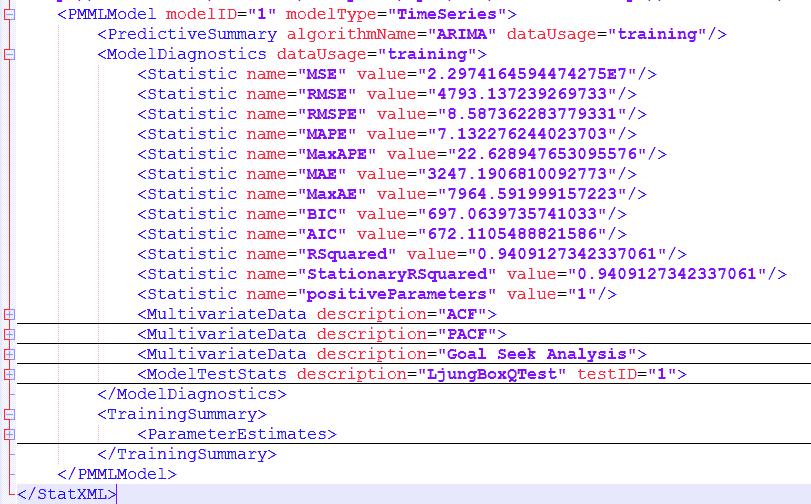 <PMMLModel modelID="1" modelType="TimeSeries">
<PredictiveSummary algorithmName="ARIMA" dataUsage="training"/>
<ModelDiagnostics dataUsage="training">
<Statistic name="MSE" value="2.2974164594474275E7"/>
<Statistic name="RMSE" value="4793.137239269733"/>
<Statistic name="RMSPE" value="8.587362283779331"/>
<Statistic name="MAPE" value="7.132276244023703"/>
<Statistic name="MaxAPE" value="22.628947653095576"/>
<Statistic name="MAE" value="3247.1906810092773"/>
<Statistic name="MaxAE" value="7964.591999157223"/>
<Statistic name="BIC" value="697.0639735741033"/>
<Statistic name="AIC" value="672.1105488821586"/>
<Statistic name="RSquared" value="0.9409127342337061"/>
<Statistic name="StationaryRSquared" value="0.9409127342337061"/>
<Statistic name="positiveParameters" value="1"/>
<MultivariateData description="ACF">
<MultivariateData description="PACF">
<MultivariateData description="Goal Seek Analysis">
<ModelTestStats description="LjungBoxQTest" testID="1">
</ModelDiagnostics>
<TrainingSummary>
<ParameterEstimates>
</TrainingSummary>
</PMMLModel>
</StatXML>